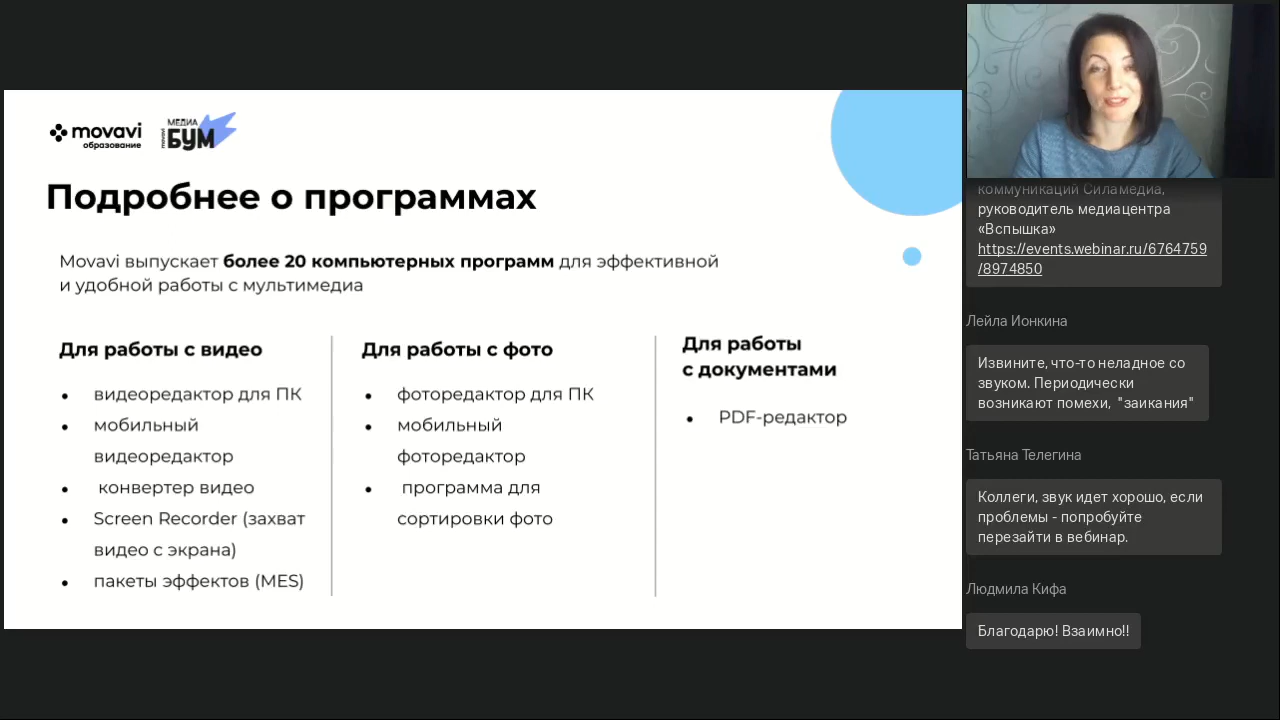 movavi
образование
МЕДИА
БУМ
movavi
Подробнее о программах
Movavi выпускает более 20 компьютерных программ для эффективной
и удобной работы с мультимедиа
Для работы с видео
• видеоредактор для ПК
• мобильный
видеоредактор
• конвертер видео
• Screen Recorder (захват
видео с экрана)
• пакеты эффектов (MES)
Для работы с фото
• фоторедактор для ПК
• мобильный
фоторедактор
• программа для
сортировки фото
Для работы
с документами
• PDF-редактор
коммуникаций Силамедиа,
руководитель медиацентра
«Вспышка»
https://events.webinar.ru/6764759
/8974850
Лейла Ионкина
Извините, что-то неладное со
звуком. Периодически
возникают помехи, "заикания"
Татьяна Телегина
Коллеги, звук идет хорошо, если
проблемы - попробуйте
перезайти в вебинар.
Людмила Кифа
Благодарю! Взаимно!!